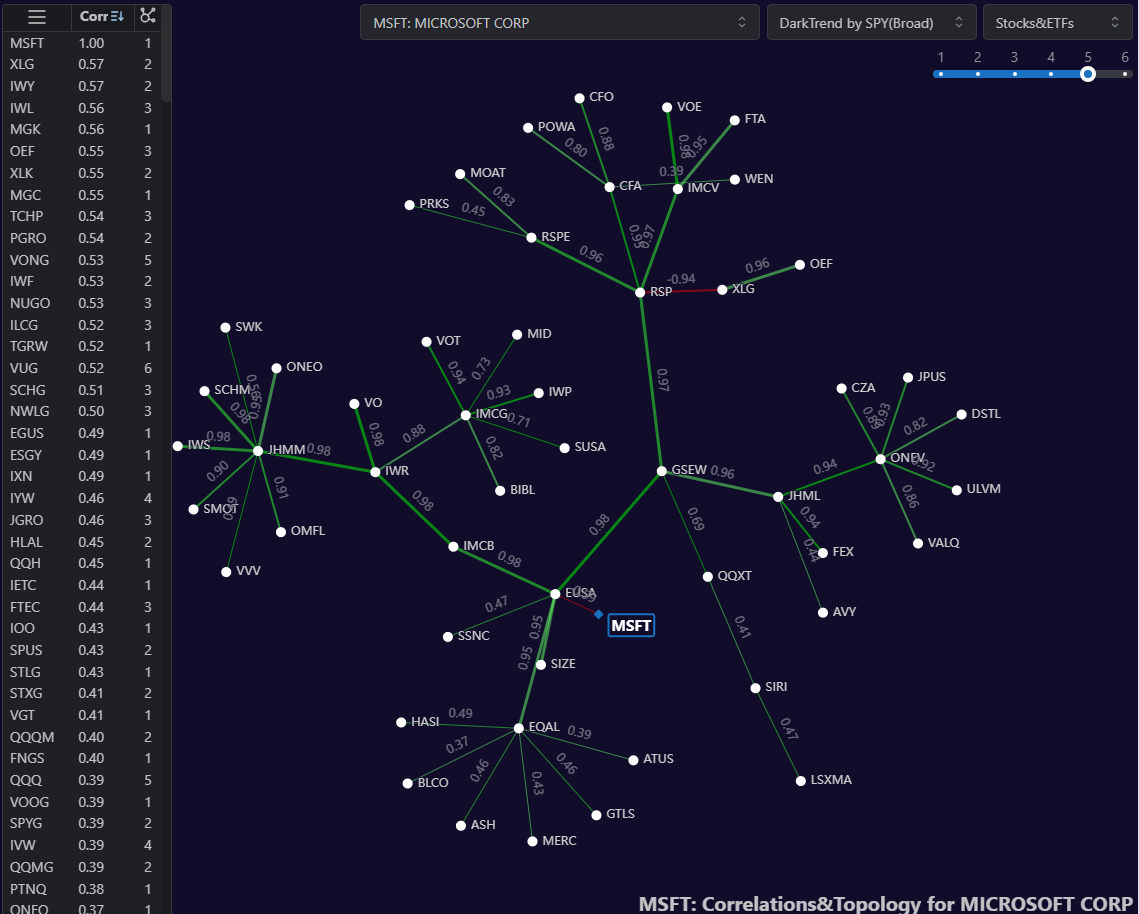 Corr
MSFT: MICROSOFT CORP
DarkTrend by SPY(Broad)
Stocks&ETFs
1 2 3 4 5 6
MSFT 1.00 1
XLG 0.57 2
IWY 0.57 2
IWL 0.56 3
MGK 0.56 1
OEF 0.55 3
XLK 0.55 2
MGC 0.55 1
TCHP 0.54 3
PGRO 0.54 2
VONG 0.53 5
IWF 0.53 2
NUGO 0.53 3
ILCG 0.52 3
TGRW 0.52 1
VUG 0.52 6
SCHG 0.51 3
NWLG 0.50 3
EGUS 0.49 1
ESGY 0.49 1
IXN 0.49 1
IYW 0.46 4
JGRO 0.46 3
HLAL 0.45 2
QQH 0.45 1
IETC 0.44 1
FTEC 0.44 3
IOO 0.43 1
SPUS 0.43 2
STLG 0.43 1
STXG 0.41 2
VGT 0.41 1
QQQM 0.40 2
FNGS 0.40 1
QQQ 0.39 5
VOOG 0.39 1
SPYG 0.39 2
IVW 0.39 4
QQMG 0.39 2
PTNQ 0.38 1
ONEO 0.37 1
CFO
VOE
POWA
0.88
FTA
0.80
0.95
MOAT
0.39
WEN
CFA
IMCV
0.83
PRKS
0.45
RSPE
0.97
0.96
0.96
OEF
-0.94
RSP
XLG
SWK
MID
VOT
ONEO
0.73
0.94
0.97
JPUS
SCHM
CZA
0.93
IWP
VO
0.98
0.93
DSTL
IMCG
0.71
0.82
IWS
0.98
0.98
0.88
SUSA
JHMM
0.98
0.82
ONEV
0.92
0.90
IWR
GSEW
0.96
0.94
0.91
BIBL
JHML
0.86
ULVM
SMOT
0.98
0.69
0.94
OMFL
0.98
VALQ
IMCB
0.98
FEX
0.44
VVV
QQXT
EUSA
0.47
AVY
0.95
MSFT
0.41
SSNC
0.95
SIZE
SIRI
0.49
HASI
EQAL
0.39
0.47
0.37
ATUS
0.46
0.46
0.43
BLCO
LSXMA
GTLS
ASH
MERC
MSFT: Correlations&Topology for MICROSOFT CORP